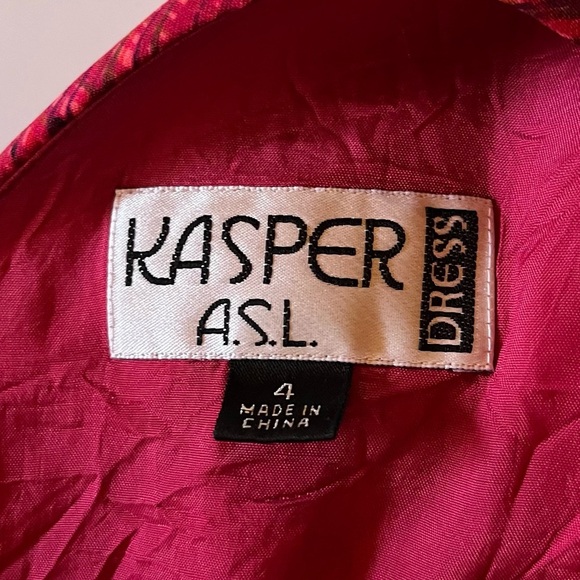 KASPER
A.S.L.
DRESS
4
MADE IN
CHINA